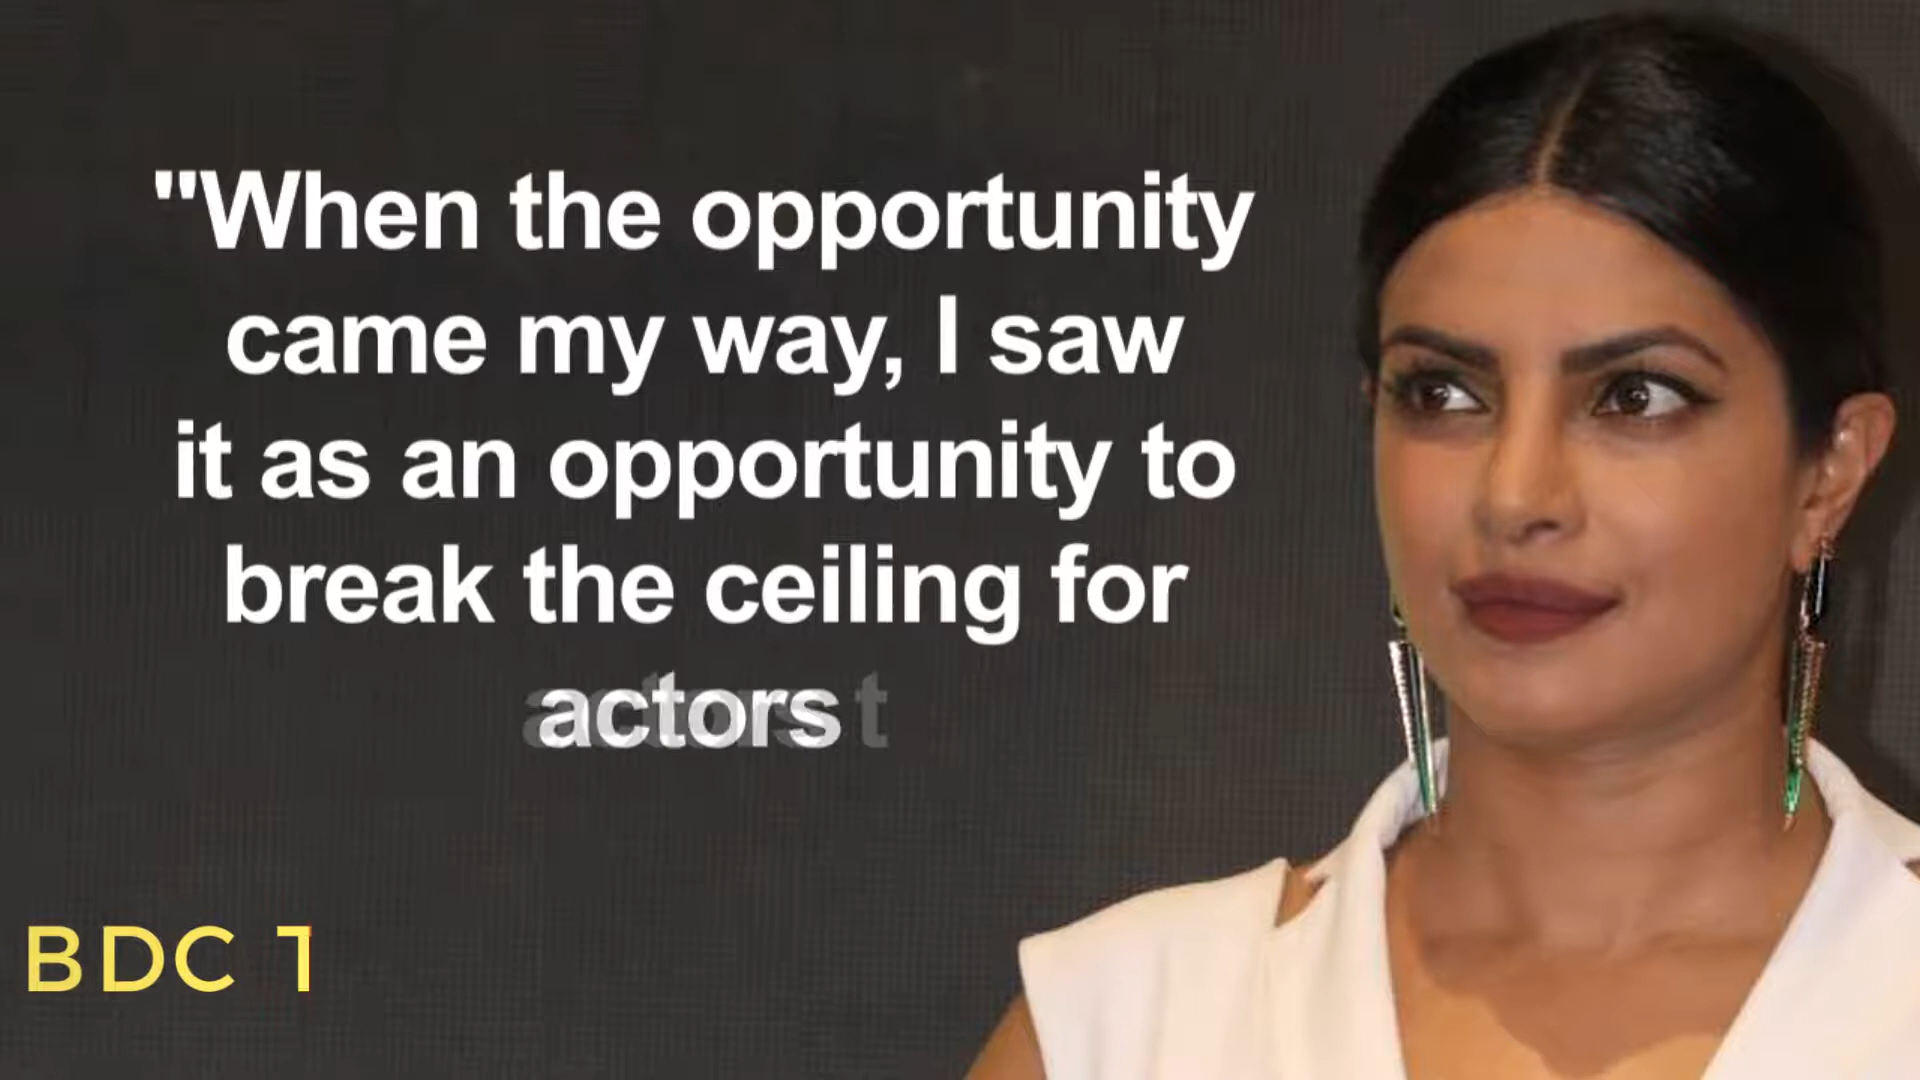 "When the opportunity
came my way, I saw
it as an opportunity to
break the ceiling for
actors t
BDC 1